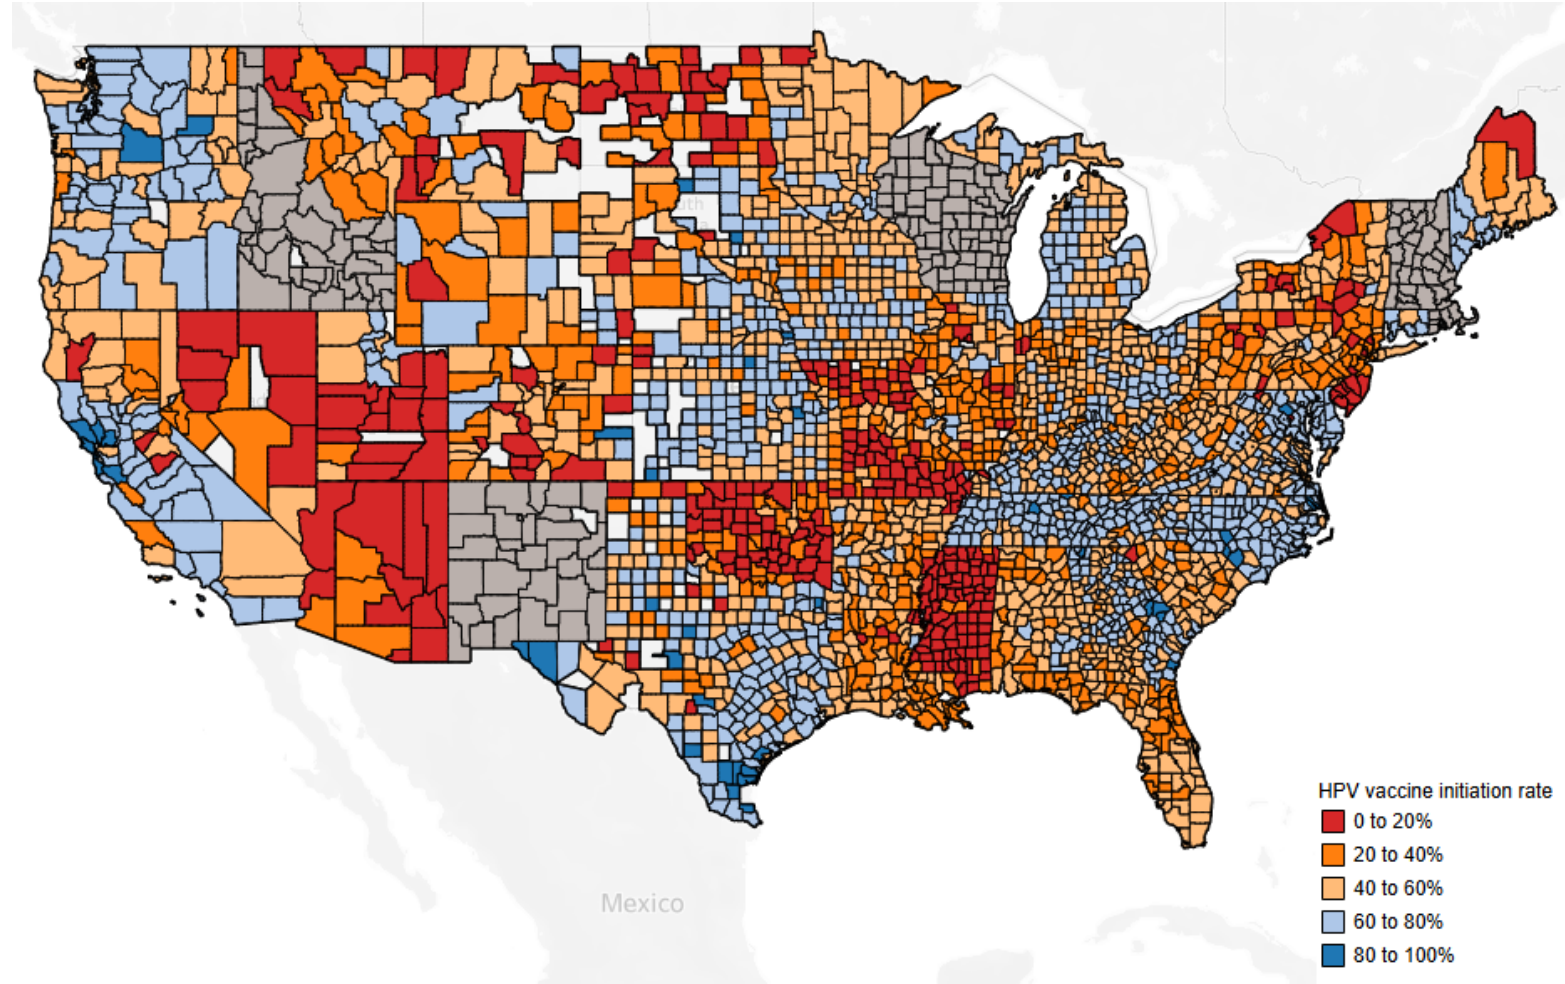 Mexico
HPV vaccine initiation rate
0 to 20%
20 to 40%
40 to 60%
60 to 80%
80 to 100%